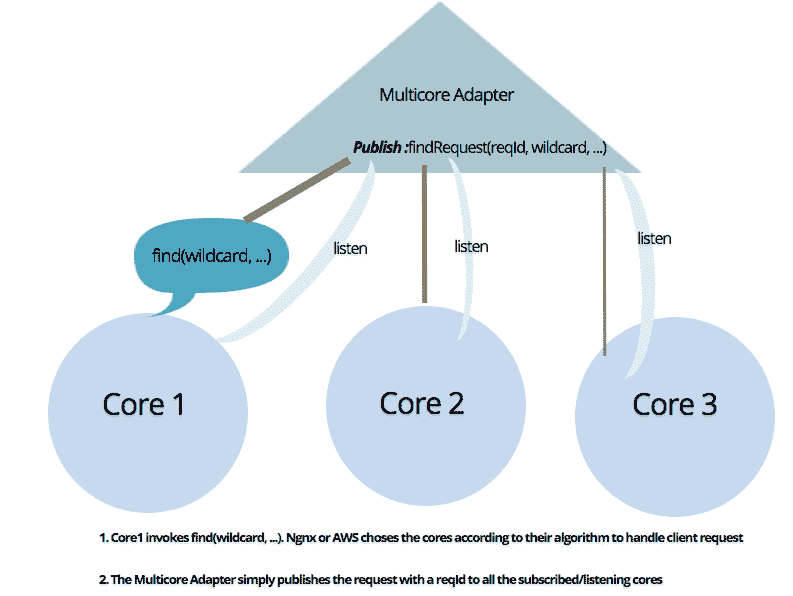 Multicore Adapter
Publish :findRequest(reqId, wildcard, ...)
find(wildcard, ...)
listen
listen
listen
Core 1
Core 2
Core 3
1. Core1 invokes find(wildcard, ...). Ngnx or AWS choses the cores according to their algorithm to handle client request
2. The Multicore Adapter simply publishes the request with a reqId to all the subscribed/listening cores